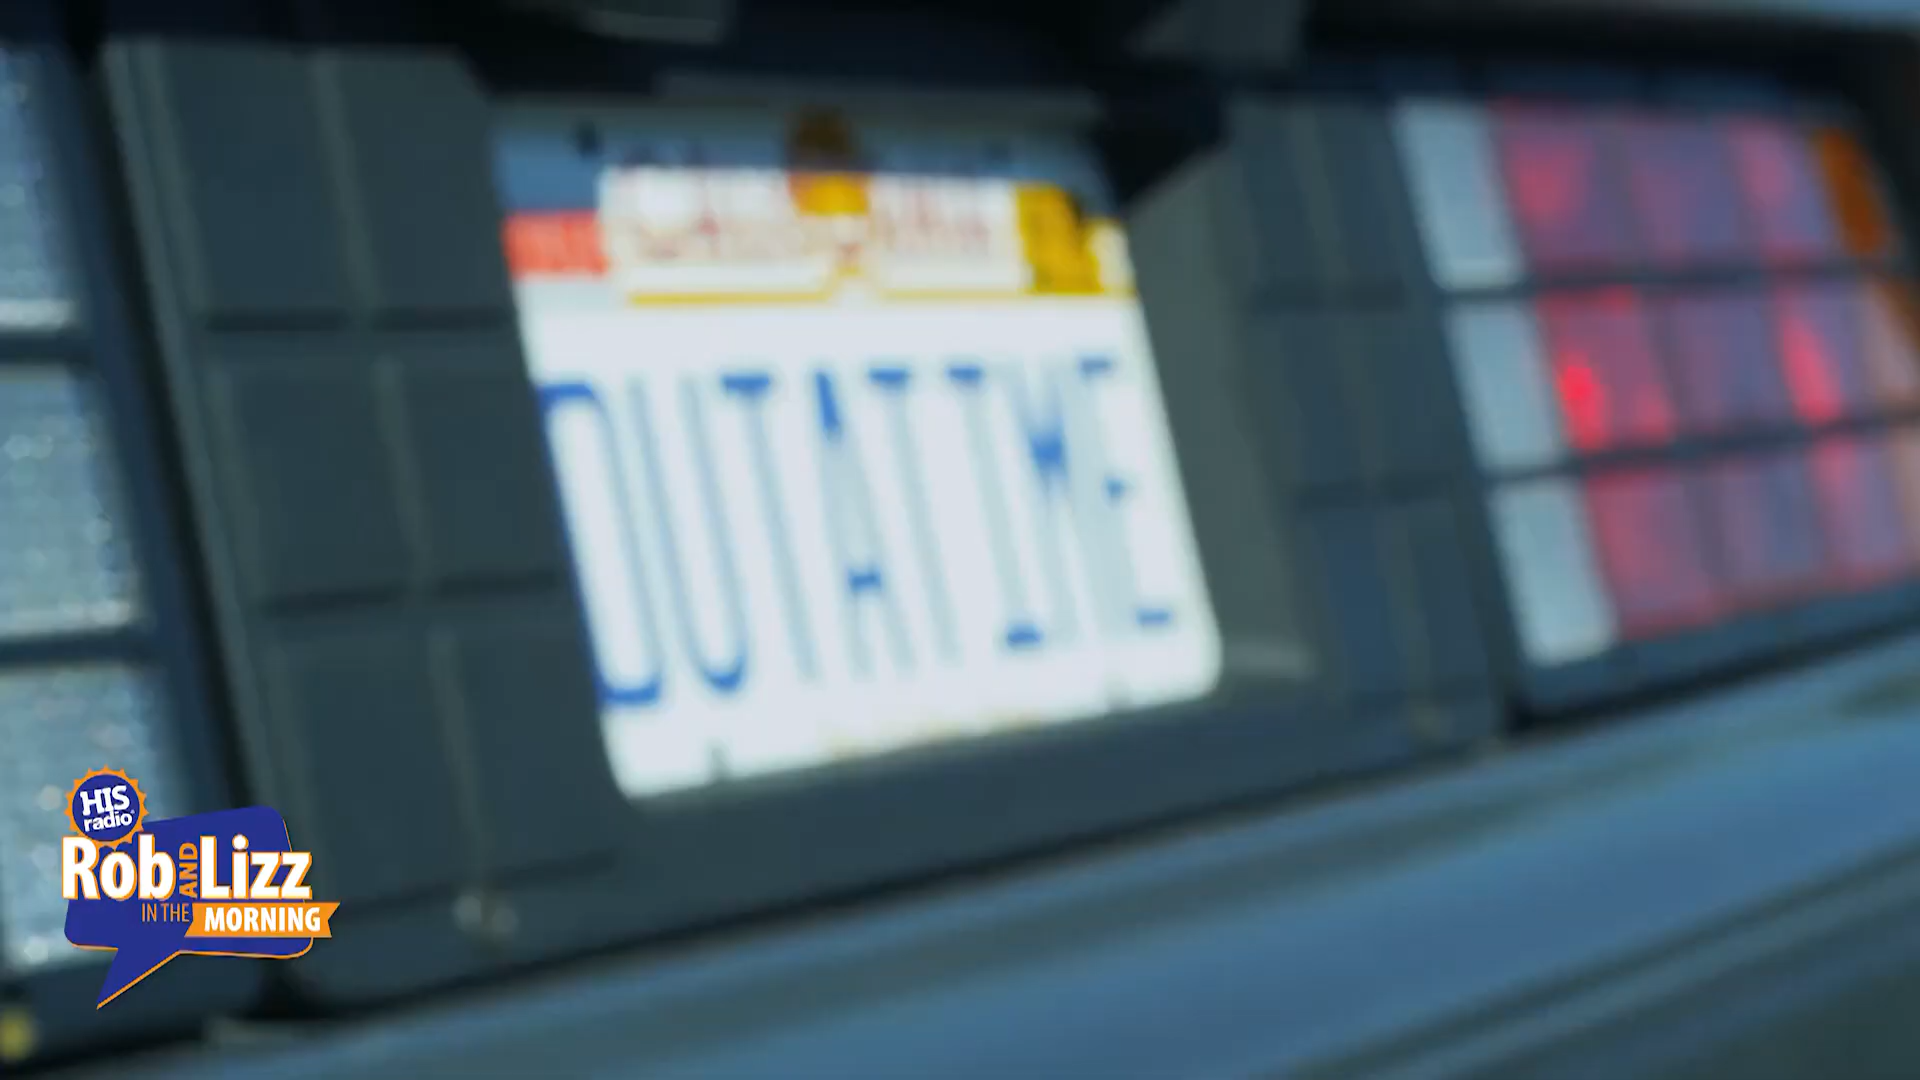 OUTATIME
HIS
radio
Rob AND Lizz
IN THE MORNING